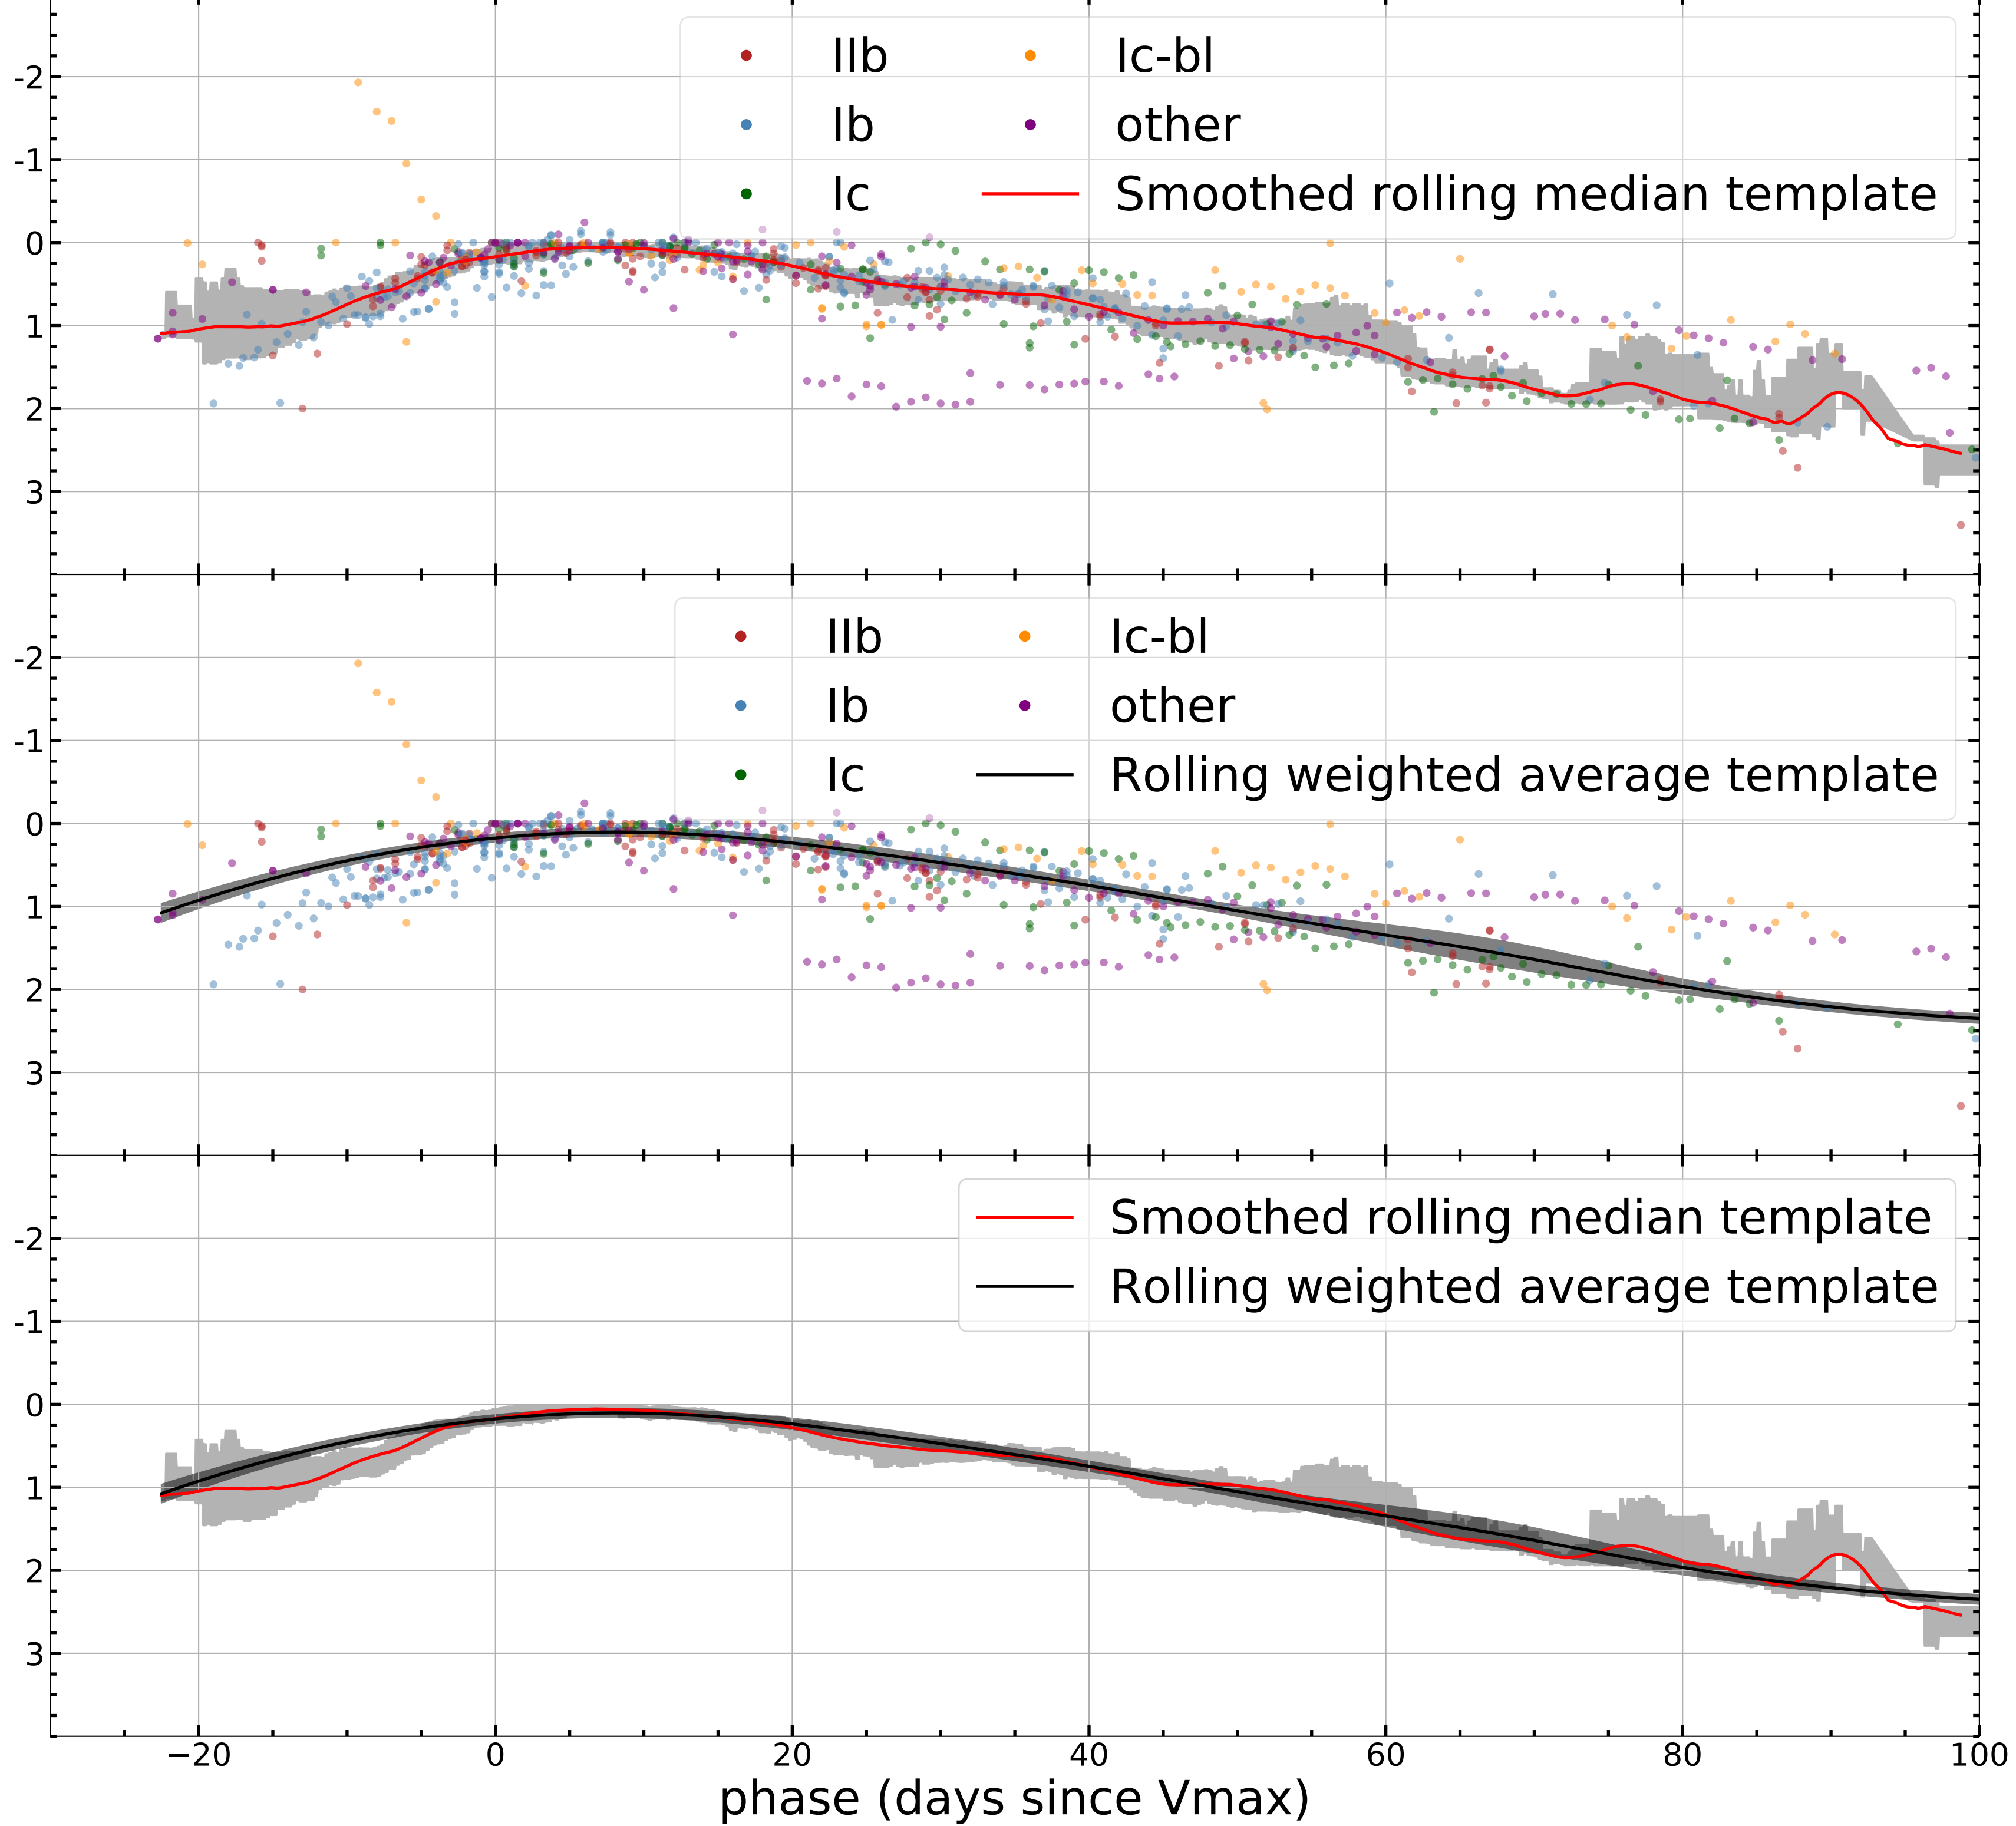 IIb Ic-bl
Ib other
Ic Smoothed rolling median template
-2
-1
0
1
2
3
IIb Ic-bl
Ib other
Ic Rolling weighted average template
-2
-1
0
1
2
3
Smoothed rolling median template
Rolling weighted average template
-2
-1
0
1
2
3
−20 0 20 40 60 80 100
phase (days since Vmax)